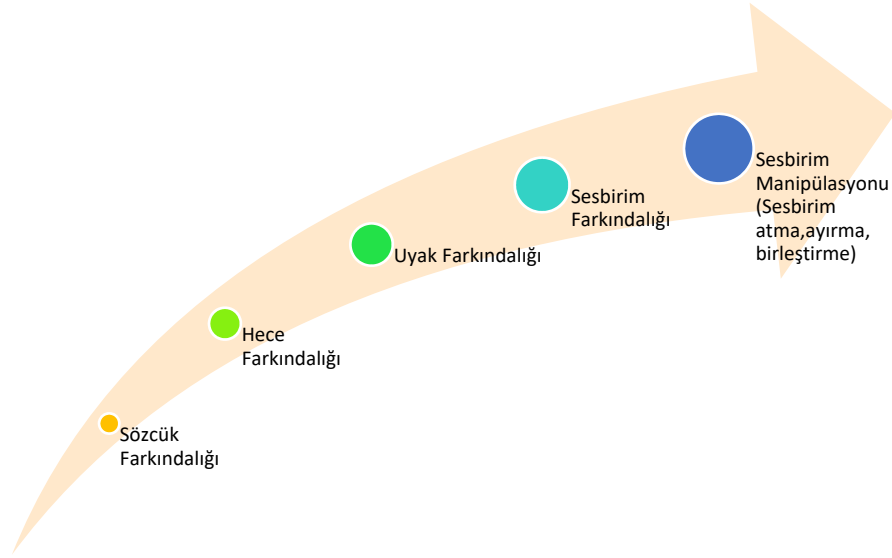 Sözcük
Farkındalığı
Hece
Farkındalığı
Uyak Farkındalığı
Sesbirim
Farkındalığı
Sesbirim
Manipülasyonu
(Sesbirim
atma,ayırma,
birleştirme)